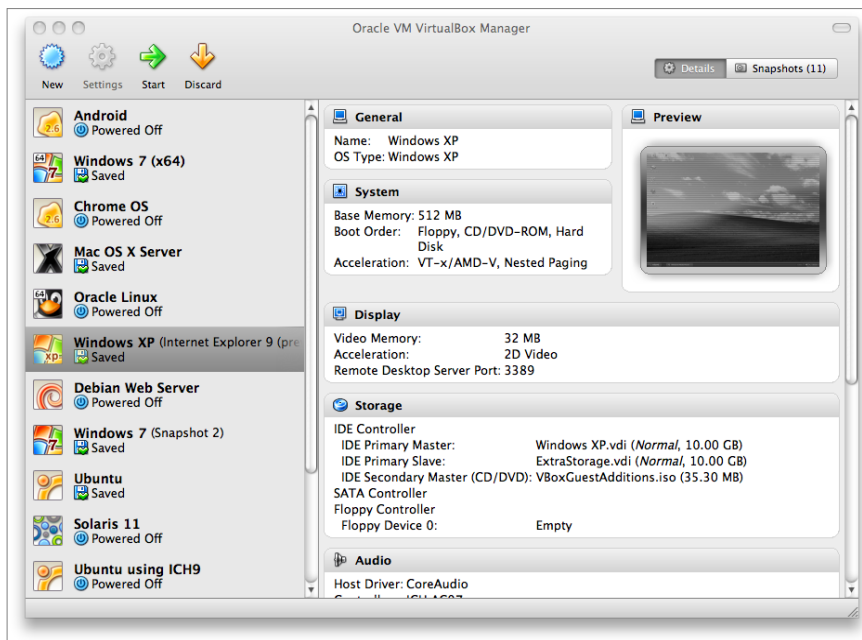 Oracle VM VirtualBox Manager
New Settings Start Discard
Details Snapshots (11)
Android
Powered Off
Windows 7 (x64)
Saved
Chrome OS
Powered Off
Mac OS X Server
Saved
Oracle Linux
Powered Off
Windows XP (Internet Explorer 9 (pre
Saved
Debian Web Server
Powered Off
Windows 7 (Snapshot 2)
Saved
Ubuntu
Saved
Solaris 11
Powered Off
Ubuntu using ICH9
Powered Off
General
Name: Windows XP
OS Type: Windows XP
System
Base Memory: 512 MB
Boot Order: Floppy, CD/DVD-ROM, Hard
Disk
Acceleration: VT-x/AMD-V, Nested Paging
Preview
Display
Video Memory: 32 MB
Acceleration: 2D Video
Remote Desktop Server Port: 3389
Storage
IDE Controller
IDE Primary Master: Windows XP.vdi (Normal, 10.00 GB)
IDE Primary Slave: ExtraStorage.vdi (Normal, 10.00 GB)
IDE Secondary Master (CD/DVD): VBoxGuestAdditions.iso (35.30 MB)
SATA Controller
Floppy Controller
Floppy Device 0: Empty
Audio
Host Driver: CoreAudio